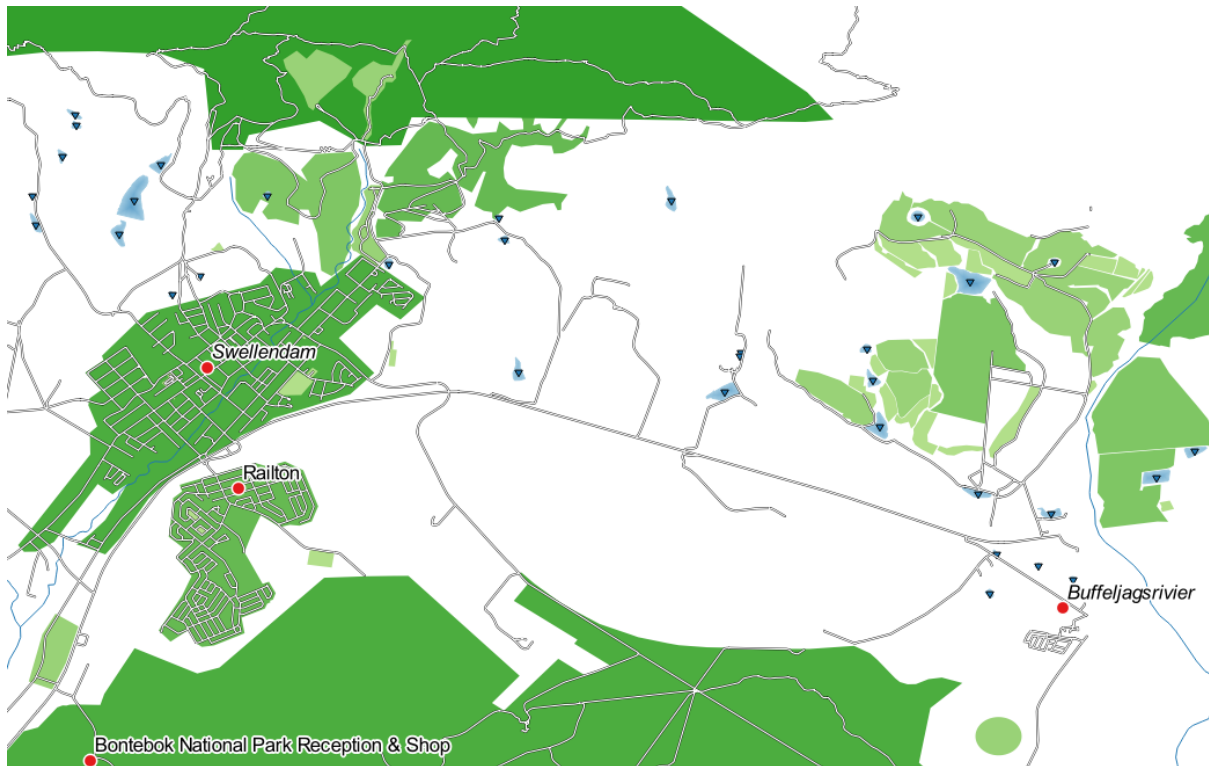 Swellendam
Railton
Buffeljagsrivier
Bontebok National Park Reception & Shop